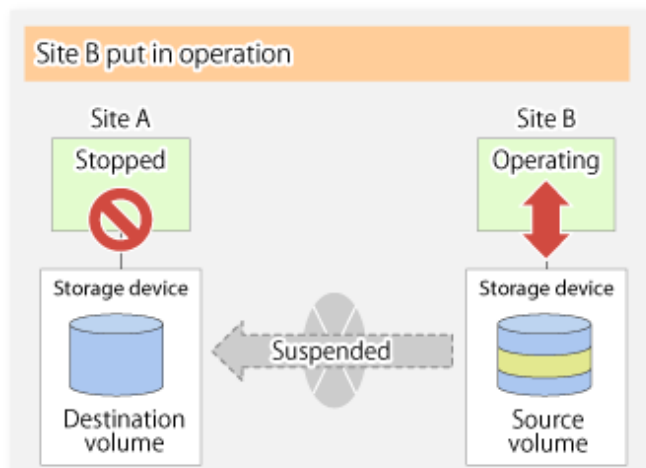 Site B put in operation
Site A
Site B
Stopped
Operating
Storage device
Storage device
Suspended
Destination
volume
Source
volume